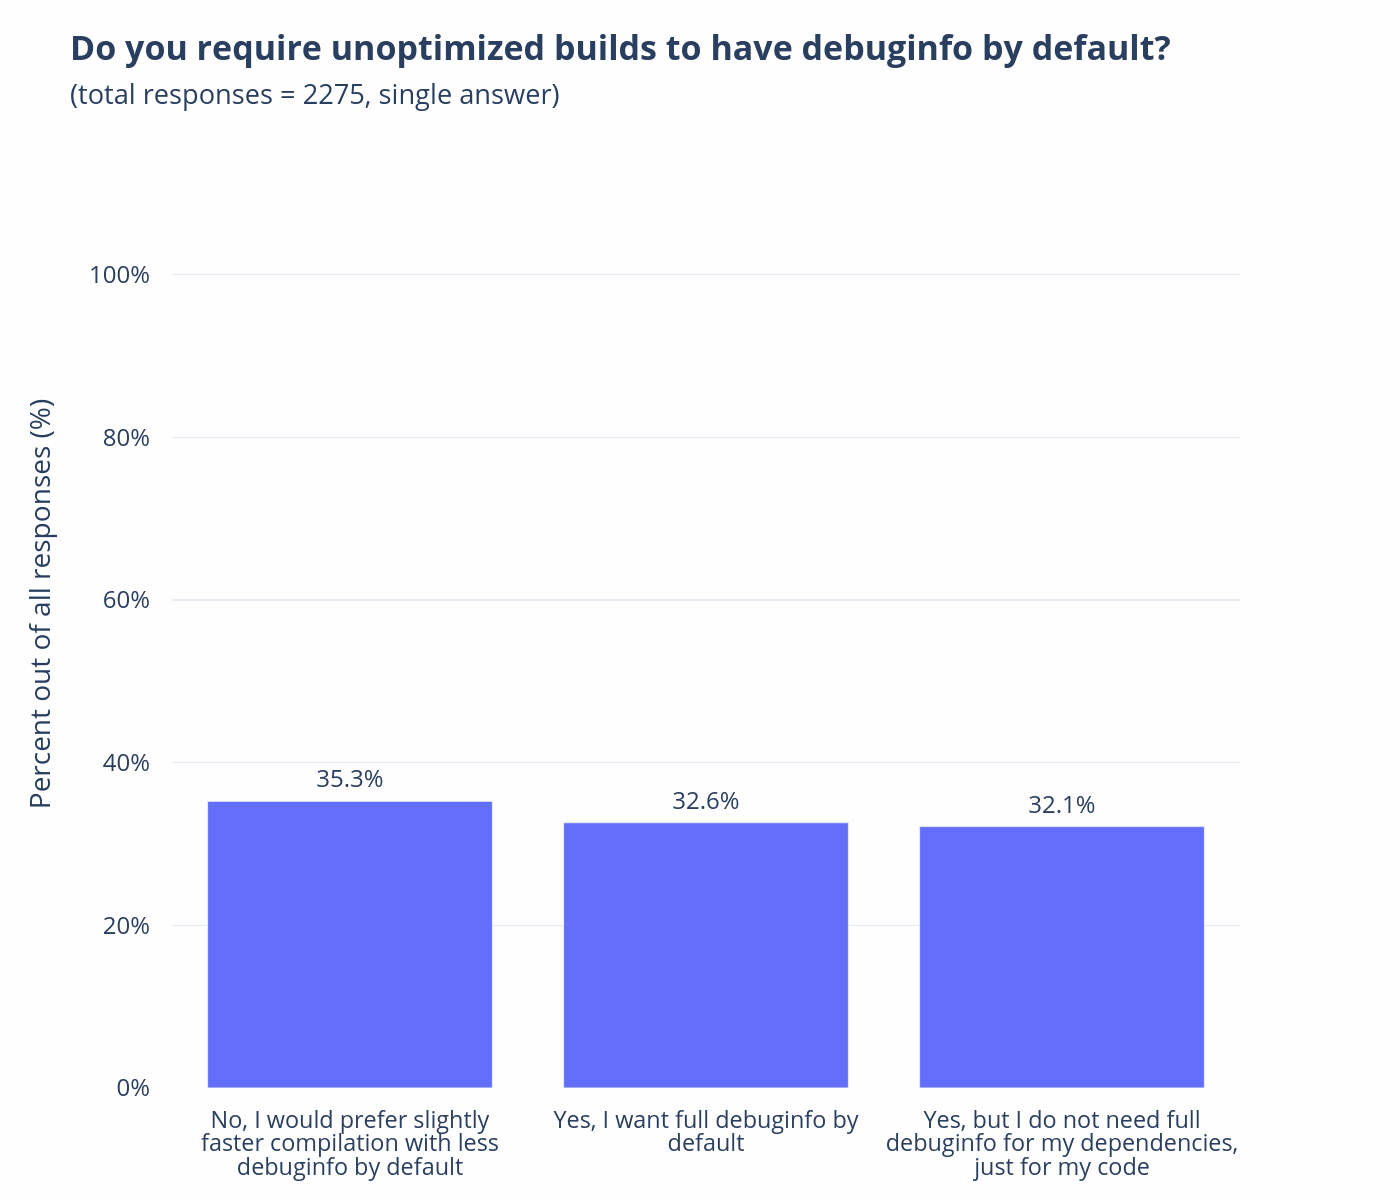 Do you require unoptimized builds to have debuginfo by default?
(total responses = 2275, single answer)
Percent out of all responses (%)
100%
80%
60%
40%
20%
0%
35.3%
32.6%
32.1%
No, I would prefer slightly
faster compilation with less
debuginfo by default
Yes, I want full debuginfo by
default
Yes, but I do not need full
debuginfo for my dependencies,
just for my code